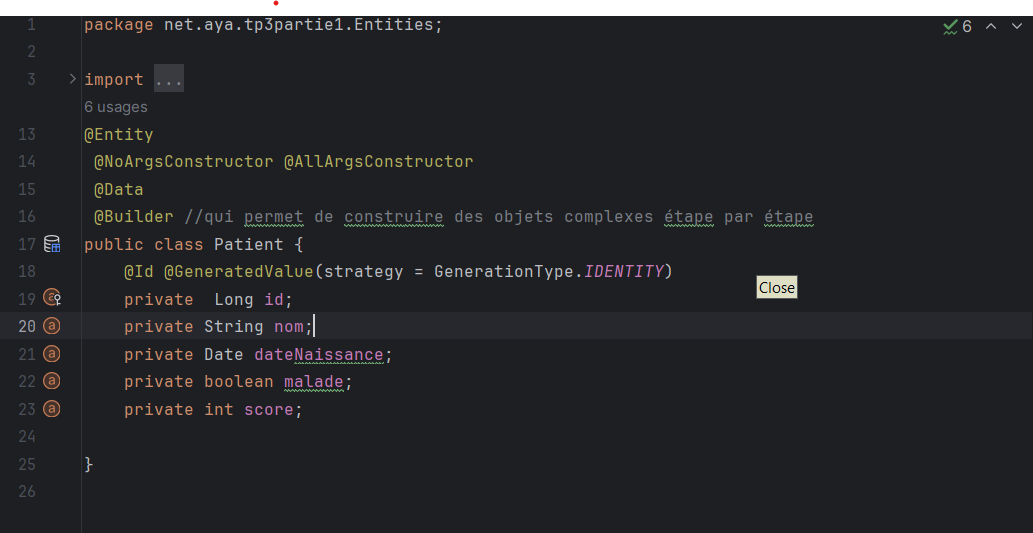 1 package net.aya.tp3partie1.Entities; 6
2
3 import ...
6 usages
13 @Entity
14 @NoArgsConstructor @AllArgsConstructor
15 @Data
16 @Builder //qui permet de construire des objets complexes étape par étape
17 public class Patient {
18 @Id @GeneratedValue(strategy = GenerationType.IDENTITY)
Close
19 a private  Long id;
20 a private String nom;
21 a private Date dateNaissance;
22 a private boolean malade;
23 a private int score;
24
25 }
26